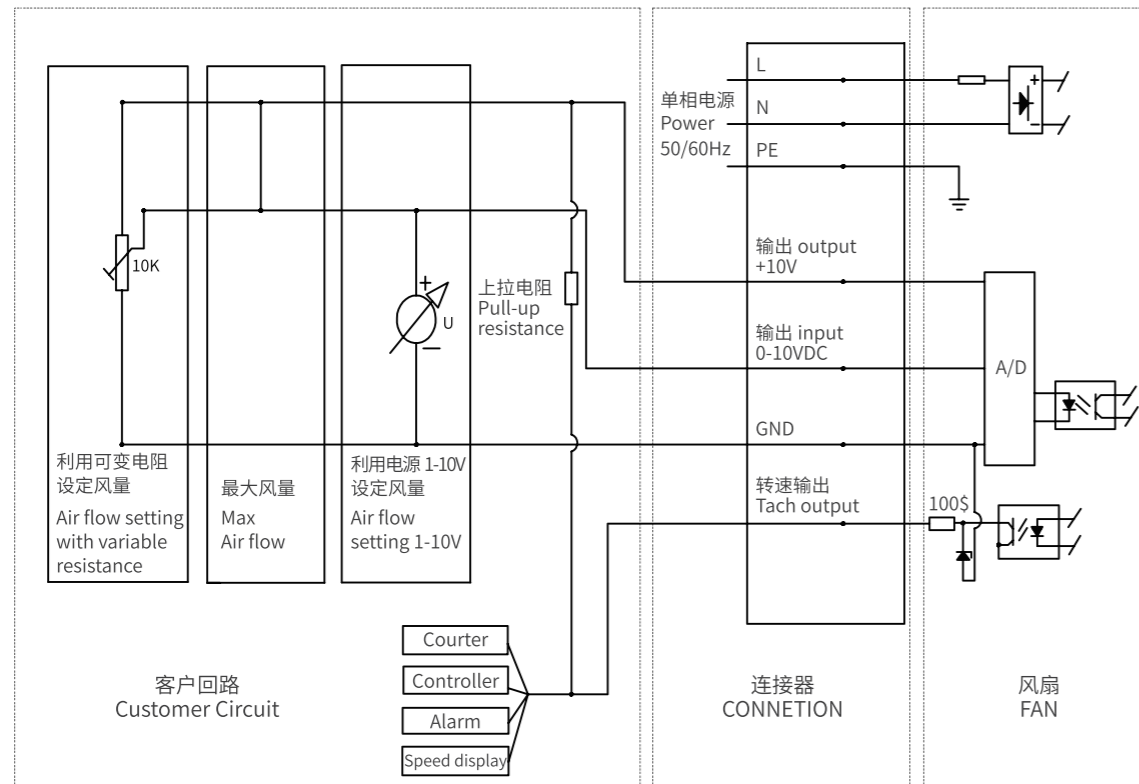 L
单相电源
Power
50/60Hz
N
PE
+
−
10K
+
U
—
上拉电阻
Pull-up
resistance
输出 output
+10V
输出 input
0-10VDC
A/D
GND
利用可变电阻
设定风量
Air flow setting
with variable
resistance
最大风量
Max
Air flow
利用电源 1-10V
设定风量
Air flow
setting 1-10V
转速输出
Tach output
100$
Courter
Controller
Alarm
Speed display
客户回路
Customer Circuit
连接器
CONNETION
风扇
FAN